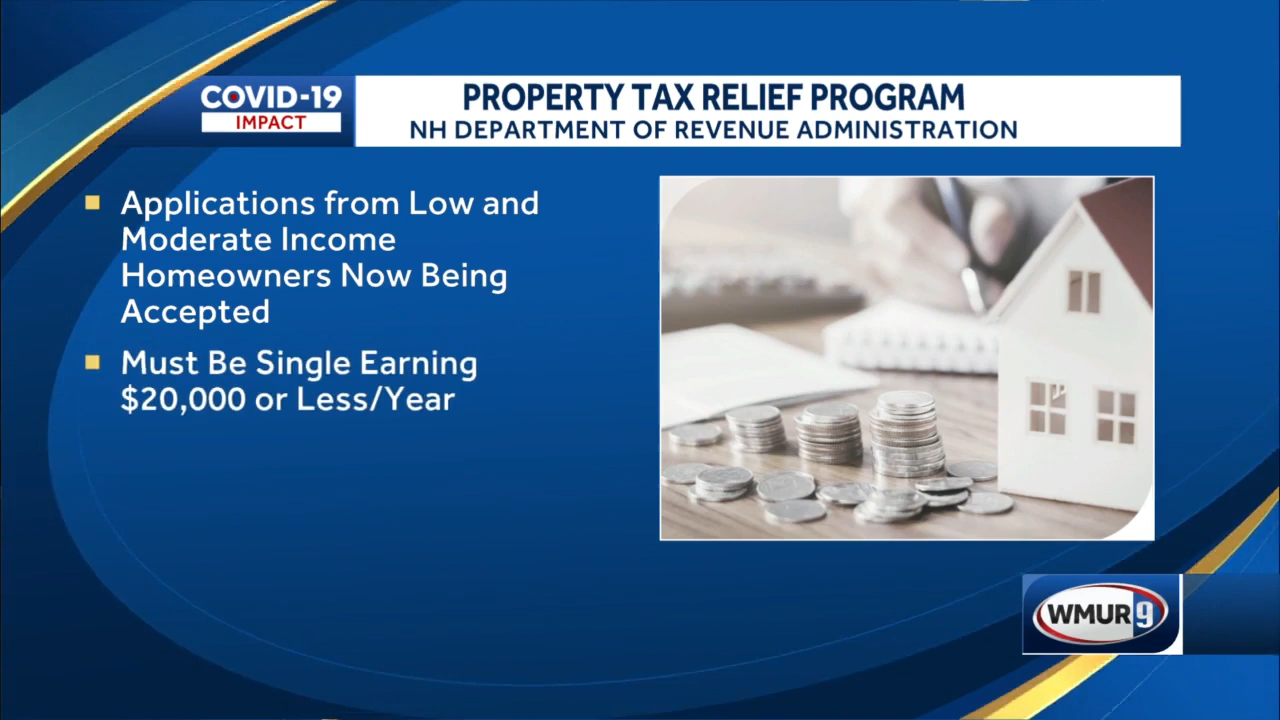 COVID-19
IMPACT
PROPERTY TAX RELIEF PROGRAM
NH DEPARTMENT OF REVENUE ADMINISTRATION
Applications from Low and
Moderate Income
Homeowners Now Being
Accepted
Must Be Single Earning
$20,000 or Less/Year
WMUR 9